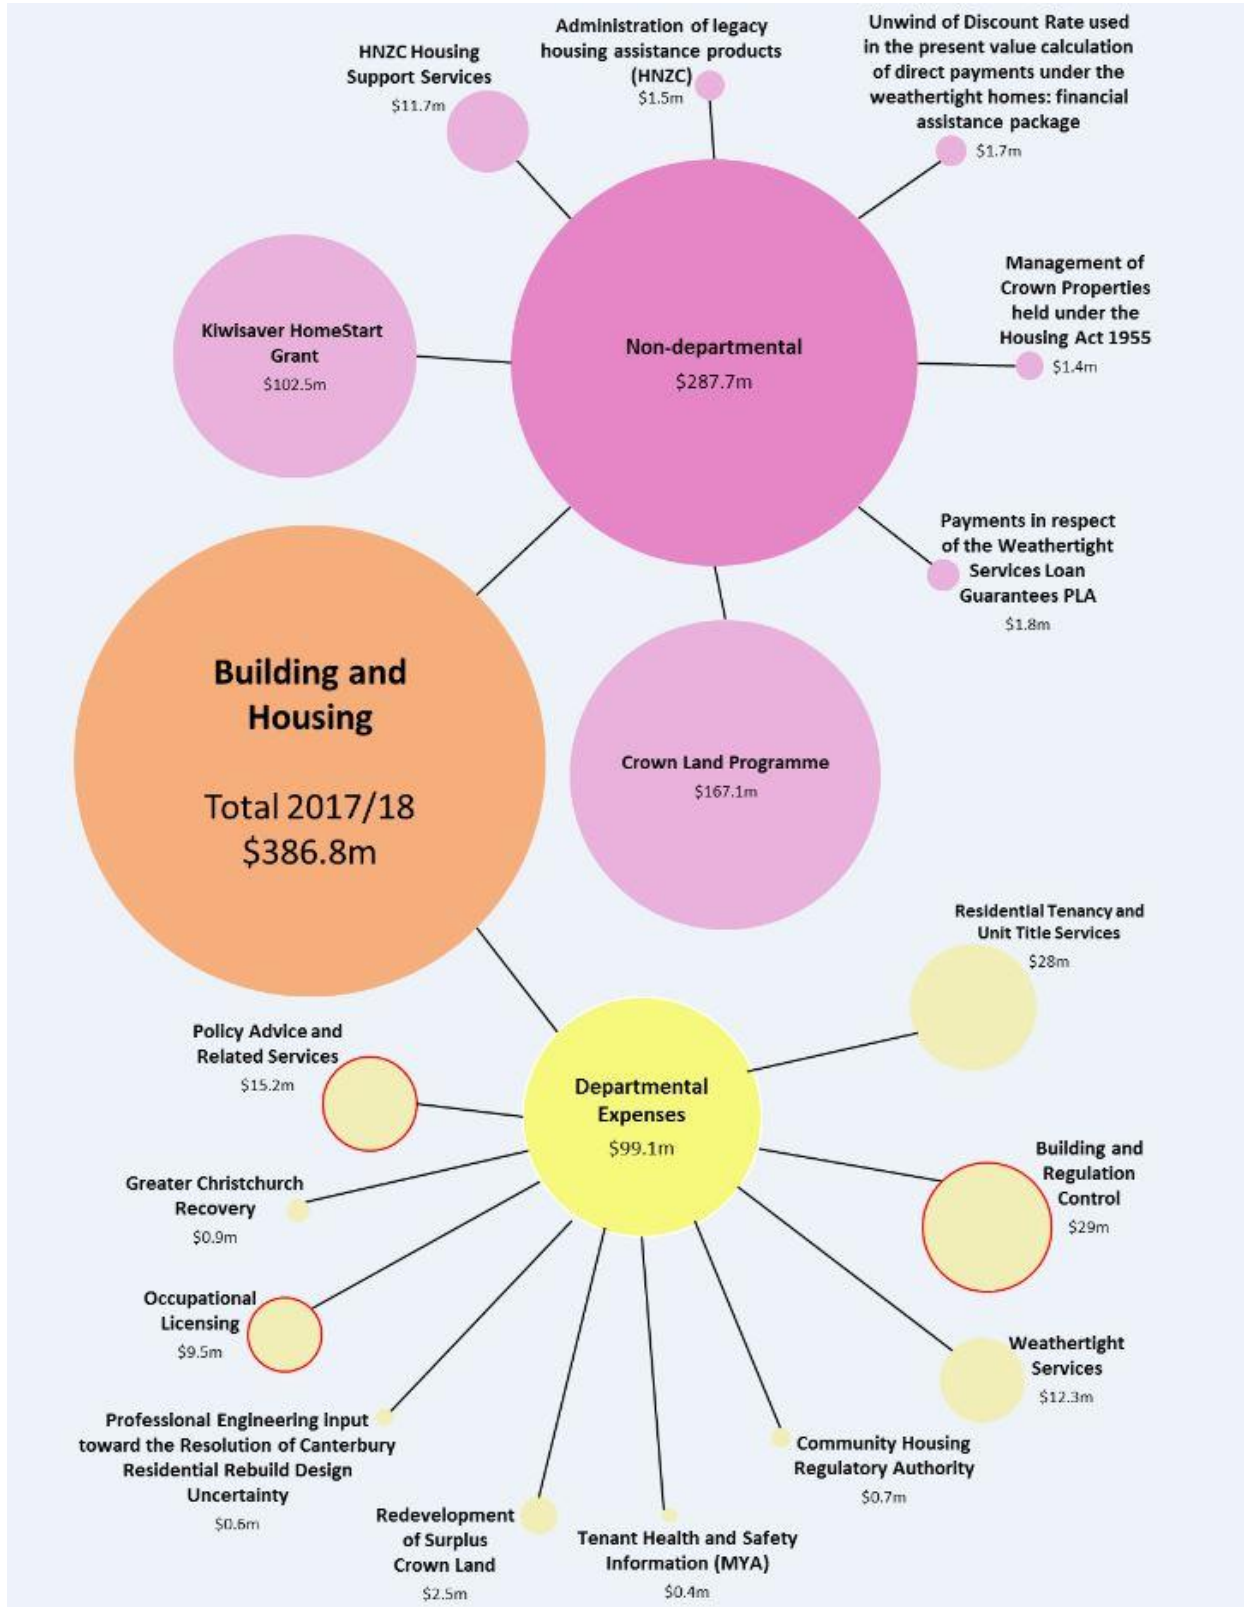 HNZC Housing
Support Services
$11.7m
Administration of legacy
housing assistance products
(HNZC)
$1.5m
Unwind of Discount Rate used
in the present value calculation
of direct payments under the
weathertight homes: financial
assistance package
$1.7m
Kiwisaver HomeStart
Grant
$102.5m
Non-departmental
$287.7m
Management of
Crown Properties
held under the
Housing Act 1955
$1.4m
Payments in respect
of the Weathertight
Services Loan
Guarantees PLA
$1.8m
Building and
Housing
Total 2017/18
$386.8m
Crown Land Programme
$167.1m
Residential Tenancy and
Unit Title Services
$28m
Policy Advice and
Related Services
$15.2m
Departmental
Expenses
$99.1m
Building and
Regulation
Control
$29m
Greater Christchurch
Recovery
$0.9m
Occupational
Licensing
$9.5m
Weathertight
Services
$12.3m
Professional Engineering input
toward the Resolution of Canterbury
Residential Rebuild Design
Uncertainty
$0.6m
Redevelopment
of Surplus
Crown Land
$2.5m
Tenant Health and Safety
Information (MYA)
$0.4m
Community Housing
Regulatory Authority
$0.7m